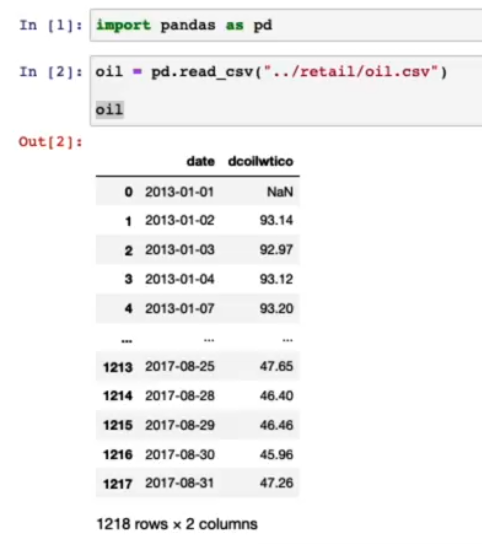 In [1]: import pandas as pd
In [2]: oil = pd.read_csv("../retail/oil.csv")
oil
Out[2]:
date dcoilwtico
0 2013-01-01 NaN
1 2013-01-02 93.14
2 2013-01-03 92.97
3 2013-01-04 93.12
4 2013-01-07 93.20
... ... ...
1213 2017-08-25 47.65
1214 2017-08-28 46.40
1215 2017-08-29 46.46
1216 2017-08-30 45.96
1217 2017-08-31 47.26
1218 rows × 2 columns